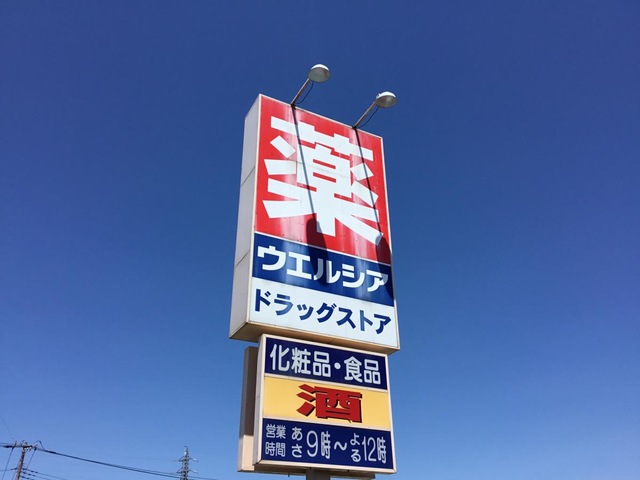 薬
ウエルシア
ドラッグストア
化粧品・食品
酒
営業時間 あさ9時～よる12時